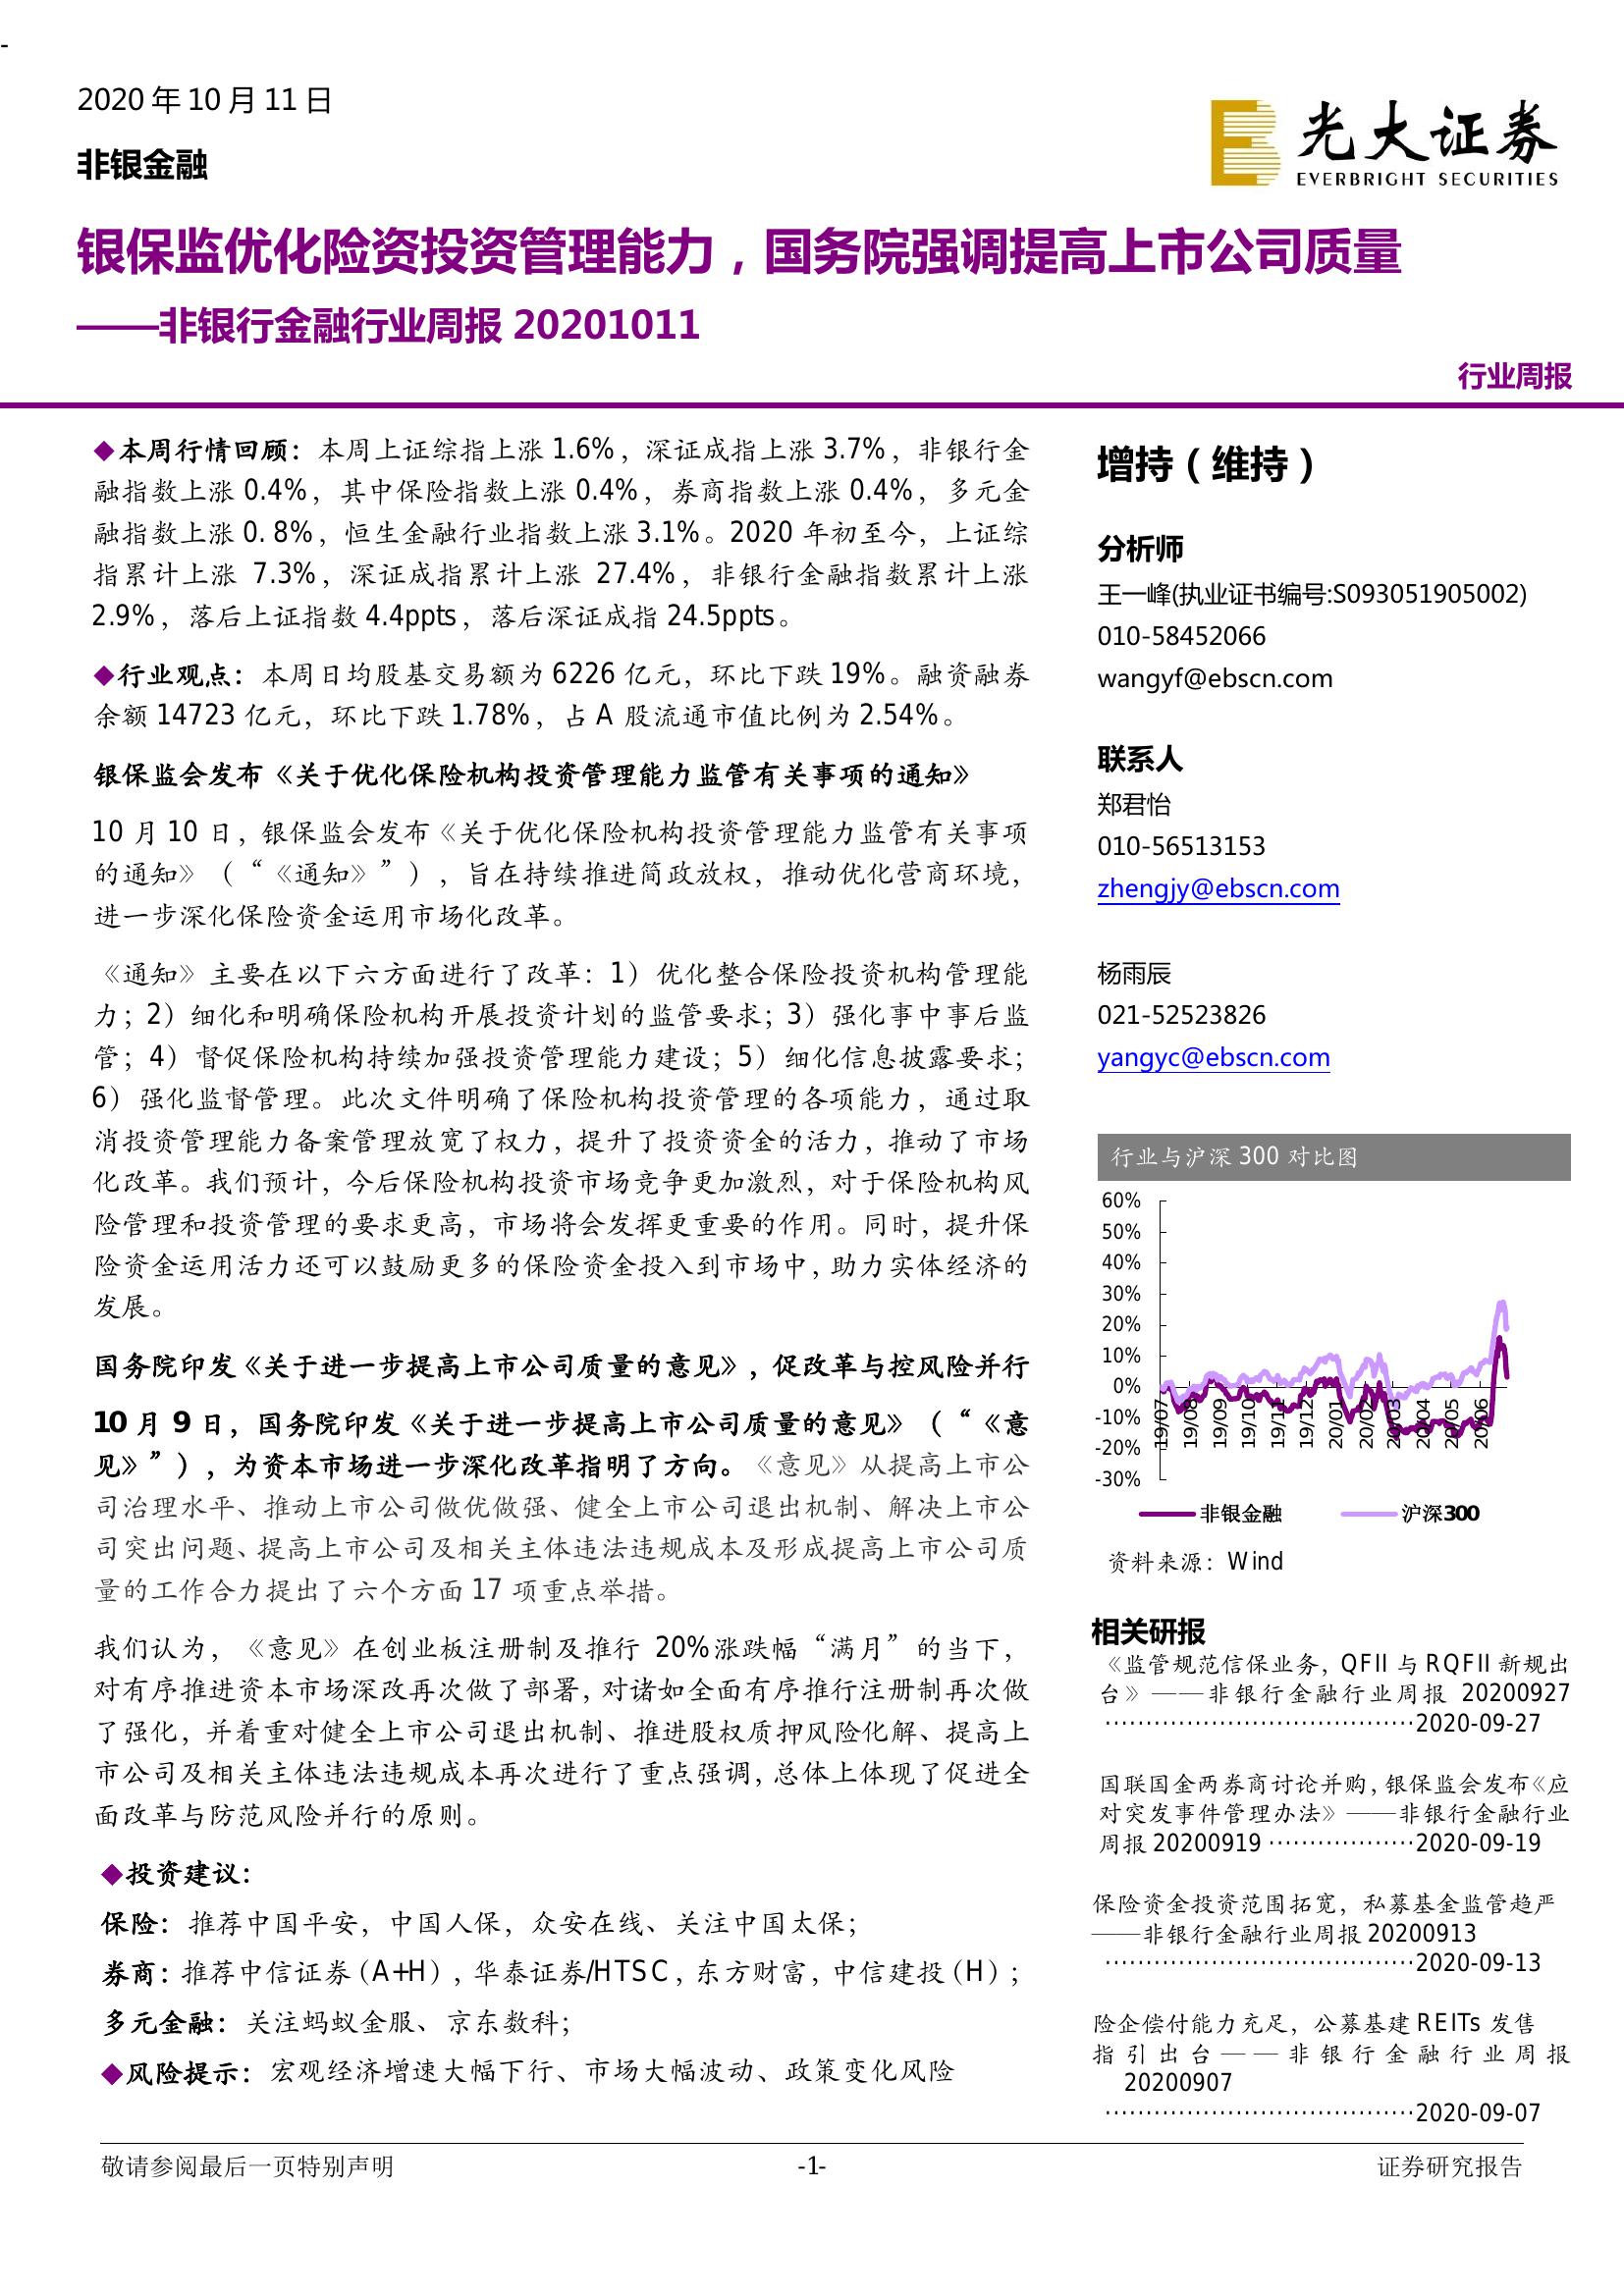 -
2020 年 10 月 11 日
非银金融
光大证券
EVERBRIGHT SECURITIES
银保监优化险资投资管理能力，国务院强调提高上市公司质量
——非银行金融行业周报 20201011
行业周报
◆本周行情回顾：本周上证综指上涨 1.6%，深证成指上涨 3.7%，非银行金
融指数上涨 0.4%，其中保险指数上涨 0.4%，券商指数上涨 0.4%，多元金
融指数上涨 0. 8%，恒生金融行业指数上涨 3.1%。2020 年初至今，上证综
指累计上涨 7.3%，深证成指累计上涨 27.4%，非银行金融指数累计上涨
2.9%，落后上证指数 4.4ppts，落后深证成指 24.5ppts。
◆行业观点：本周日均股基交易额为 6226 亿元，环比下跌 19%。融资融券
余额 14723 亿元，环比下跌 1.78%，占 A 股流通市值比例为 2.54%。
银保监会发布《关于优化保险机构投资管理能力监管有关事项的通知》
10 月 10 日，银保监会发布《关于优化保险机构投资管理能力监管有关事项
的通知》（“《通知》”），旨在持续推进简政放权，推动优化营商环境，
进一步深化保险资金运用市场化改革。
《通知》主要在以下六方面进行了改革：1）优化整合保险投资机构管理能
力；2）细化和明确保险机构开展投资计划的监管要求；3）强化事中事后监
管；4）督促保险机构持续加强投资管理能力建设；5）细化信息披露要求；
6）强化监督管理。此次文件明确了保险机构投资管理的各项能力，通过取
消投资管理能力备案管理放宽了权力，提升了投资资金的活力，推动了市场
化改革。我们预计，今后保险机构投资市场竞争更加激烈，对于保险机构风
险管理和投资管理的要求更高，市场将会发挥更重要的作用。同时，提升保
险资金运用活力还可以鼓励更多的保险资金投入到市场中，助力实体经济的
发展。
国务院印发《关于进一步提高上市公司质量的意见》，促改革与控风险并行
10 月 9 日，国务院印发《关于进一步提高上市公司质量的意见》（“《意
见》”），为资本市场进一步深化改革指明了方向。《意见》从提高上市公
司治理水平、推动上市公司做优做强、健全上市公司退出机制、解决上市公
司突出问题、提高上市公司及相关主体违法违规成本及形成提高上市公司质
量的工作合力提出了六个方面 17 项重点举措。
我们认为，《意见》在创业板注册制及推行 20%涨跌幅“满月”的当下，
对有序推进资本市场深改再次做了部署，对诸如全面有序推行注册制再次做
了强化，并着重对健全上市公司退出机制、推进股权质押风险化解、提高上
市公司及相关主体违法违规成本再次进行了重点强调，总体上体现了促进全
面改革与防范风险并行的原则。
◆投资建议：
保险：推荐中国平安，中国人保，众安在线、关注中国太保；
券商：推荐中信证券（A+H），华泰证券/HTSC，东方财富，中信建投（H）；
多元金融：关注蚂蚁金服、京东数科；
◆风险提示：宏观经济增速大幅下行、市场大幅波动、政策变化风险
增持（维持）
分析师
王一峰(执业证书编号:S093051905002)
010-58452066
wangyf@ebscn.com
联系人
郑君怡
010-56513153
zhengjy@ebscn.com
杨雨辰
021-52523826
yangyc@ebscn.com
行业与沪深 300 对比图
60%
50%
40%
30%
20%
10%
0%
-10%
-20%
-30%
19/07 19/08 19/09 19/10 19/11 19/12 20/01 20/02 20/03 20/04 20/05 20/06
非银金融 沪深300
资料来源：Wind
相关研报
《监管规范信保业务，QFII 与 RQFII 新规出
台》——非银行金融行业周报 20200927
······································2020-09-27
国联国金两券商讨论并购，银保监会发布《应
对突发事件管理办法》——非银行金融行业
周报 20200919 ··················2020-09-19
保险资金投资范围拓宽，私募基金监管趋严
——非银行金融行业周报 20200913
······································2020-09-13
险企偿付能力充足，公募基建 REITs 发售
指引出台——非银行金融行业周报
20200907
······································2020-09-07
敬请参阅最后一页特别声明 -1- 证券研究报告